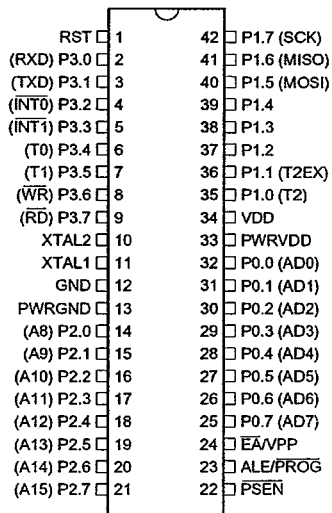 RST 1 42 P1.7 (SCK)
(RXD) P3.0 2 41 P1.6 (MISO)
(TXD) P3.1 3 40 P1.5 (MOSI)
(I̅N̅T̅0̅) P3.2 4 39 P1.4
(I̅N̅T̅1̅) P3.3 5 38 P1.3
(T0) P3.4 6 37 P1.2
(T1) P3.5 7 36 P1.1 (T2EX)
(W̅R̅) P3.6 8 35 P1.0 (T2)
(R̅D̅) P3.7 9 34 VDD
XTAL2 10 33 PWRVDD
XTAL1 11 32 P0.0 (AD0)
GND 12 31 P0.1 (AD1)
PWRGND 13 30 P0.2 (AD2)
(A8) P2.0 14 29 P0.3 (AD3)
(A9) P2.1 15 28 P0.4 (AD4)
(A10) P2.2 16 27 P0.5 (AD5)
(A11) P2.3 17 26 P0.6 (AD6)
(A12) P2.4 18 25 P0.7 (AD7)
(A13) P2.5 19 24 E̅A̅/VPP
(A14) P2.6 20 23 ALE/P̅R̅O̅G̅
(A15) P2.7 21 22 P̅S̅E̅N̅